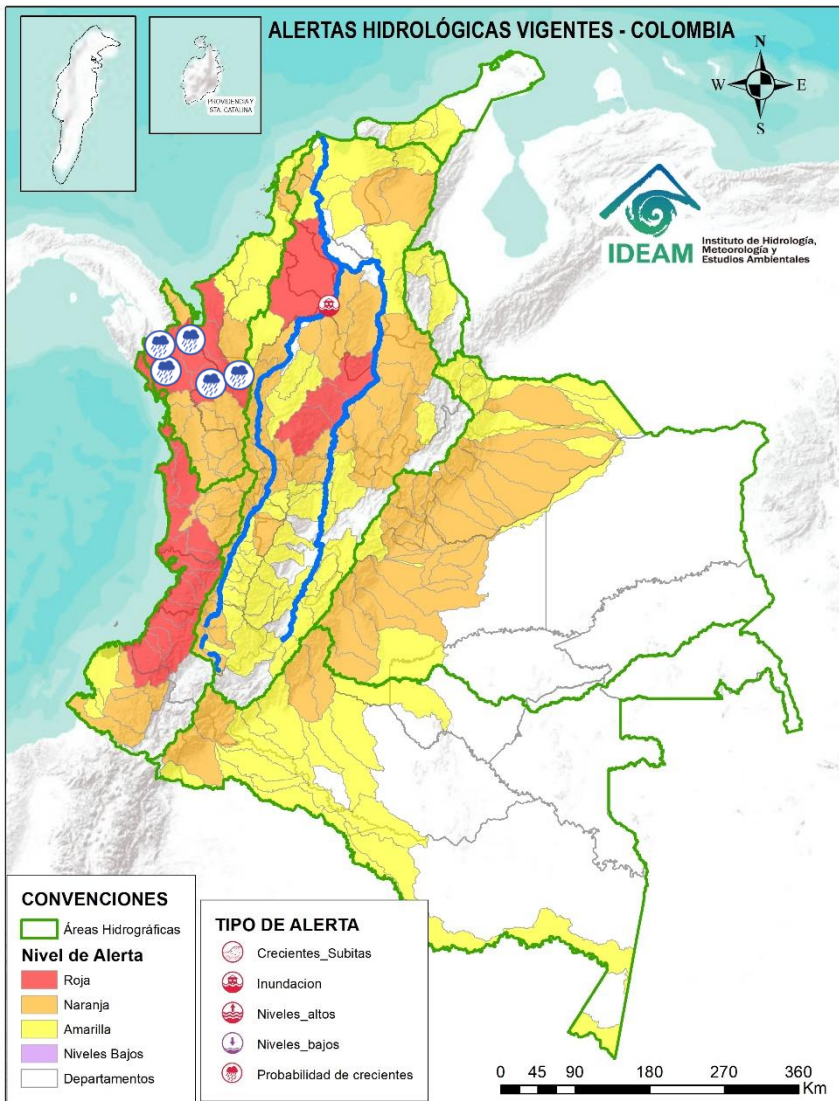 ALERTAS HIDROLÓGICAS VIGENTES - COLOMBIA
N
W
E
S
PROVIDENCIA Y
STA. CATALINA
IDEAM
Instituto de Hidrología,
Meteorología y
Estudios Ambientales
CONVENCIONES
Áreas Hidrográficas
Nivel de Alerta
Roja
Naranja
Amarilla
Niveles Bajos
Departamentos
TIPO DE ALERTA
Crecientes_Subitas
Inundacion
Niveles_altos
Niveles_bajos
Probabilidad de crecientes
0 45 90 180 270 360
Km